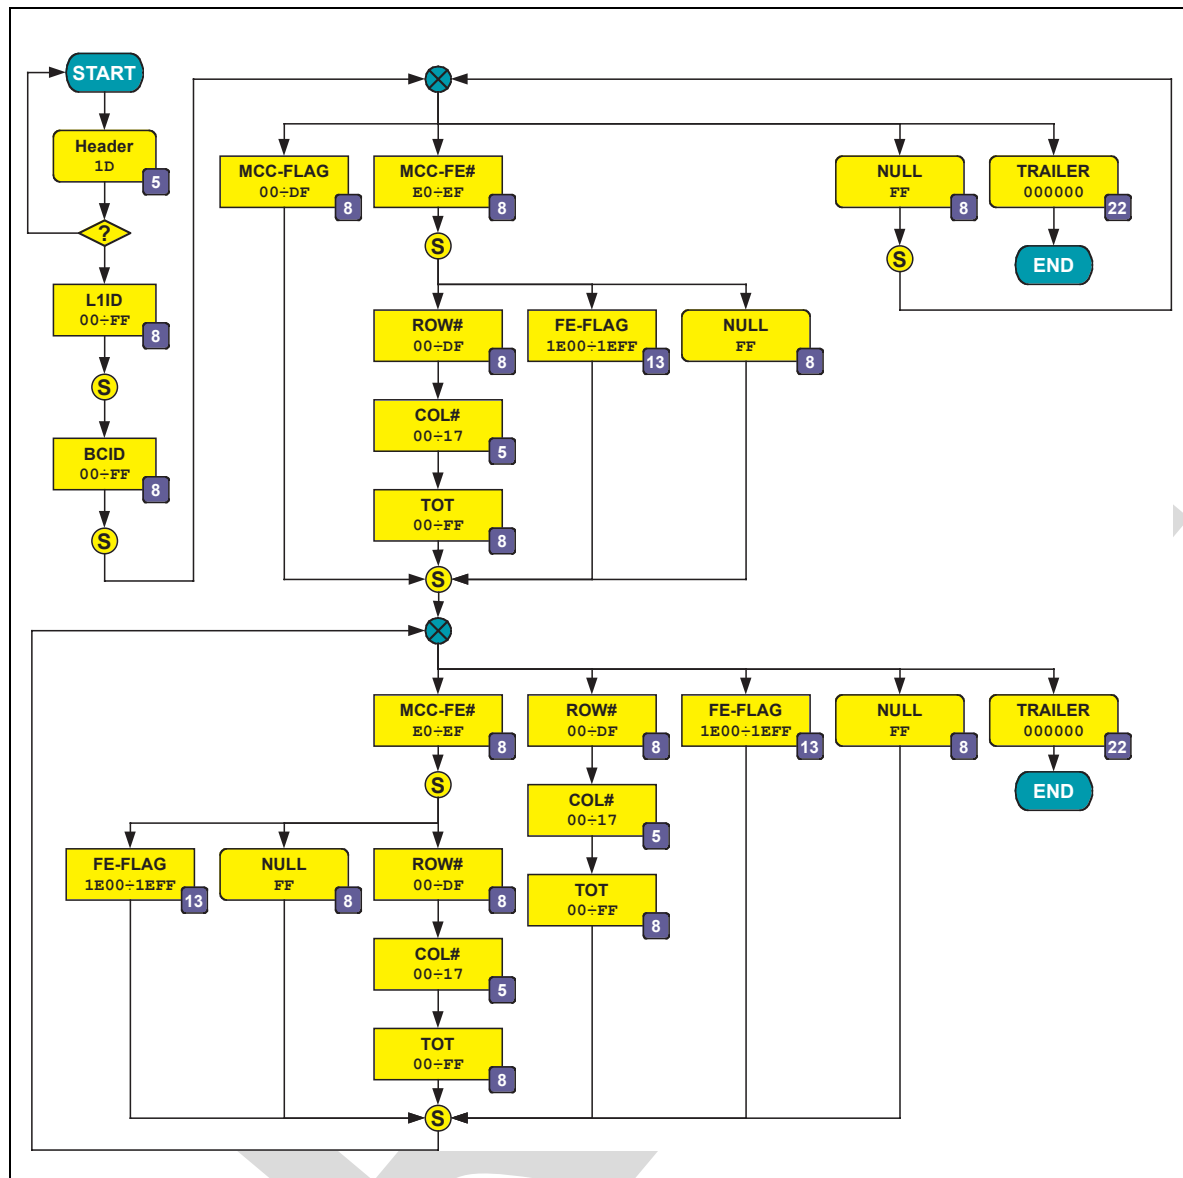 START
Header
1D
5
?
L1ID
00÷FF
8
S
BCID
00÷FF
8
S
MCC-FLAG
00÷DF
8
MCC-FE#
E0÷EF
8
S
NULL
FF
8
S
TRAILER
000000
22
END
ROW#
00÷DF
8
FE-FLAG
1E00÷1EFF
13
NULL
FF
8
COL#
00÷17
5
TOT
00÷FF
8
S
MCC-FE#
E0÷EF
8
S
ROW#
00÷DF
8
FE-FLAG
1E00÷1EFF
13
NULL
FF
8
TRAILER
000000
22
END
COL#
00÷17
5
TOT
00÷FF
8
FE-FLAG
1E00÷1EFF
13
NULL
FF
8
ROW#
00÷DF
8
COL#
00÷17
5
TOT
00÷FF
8
S